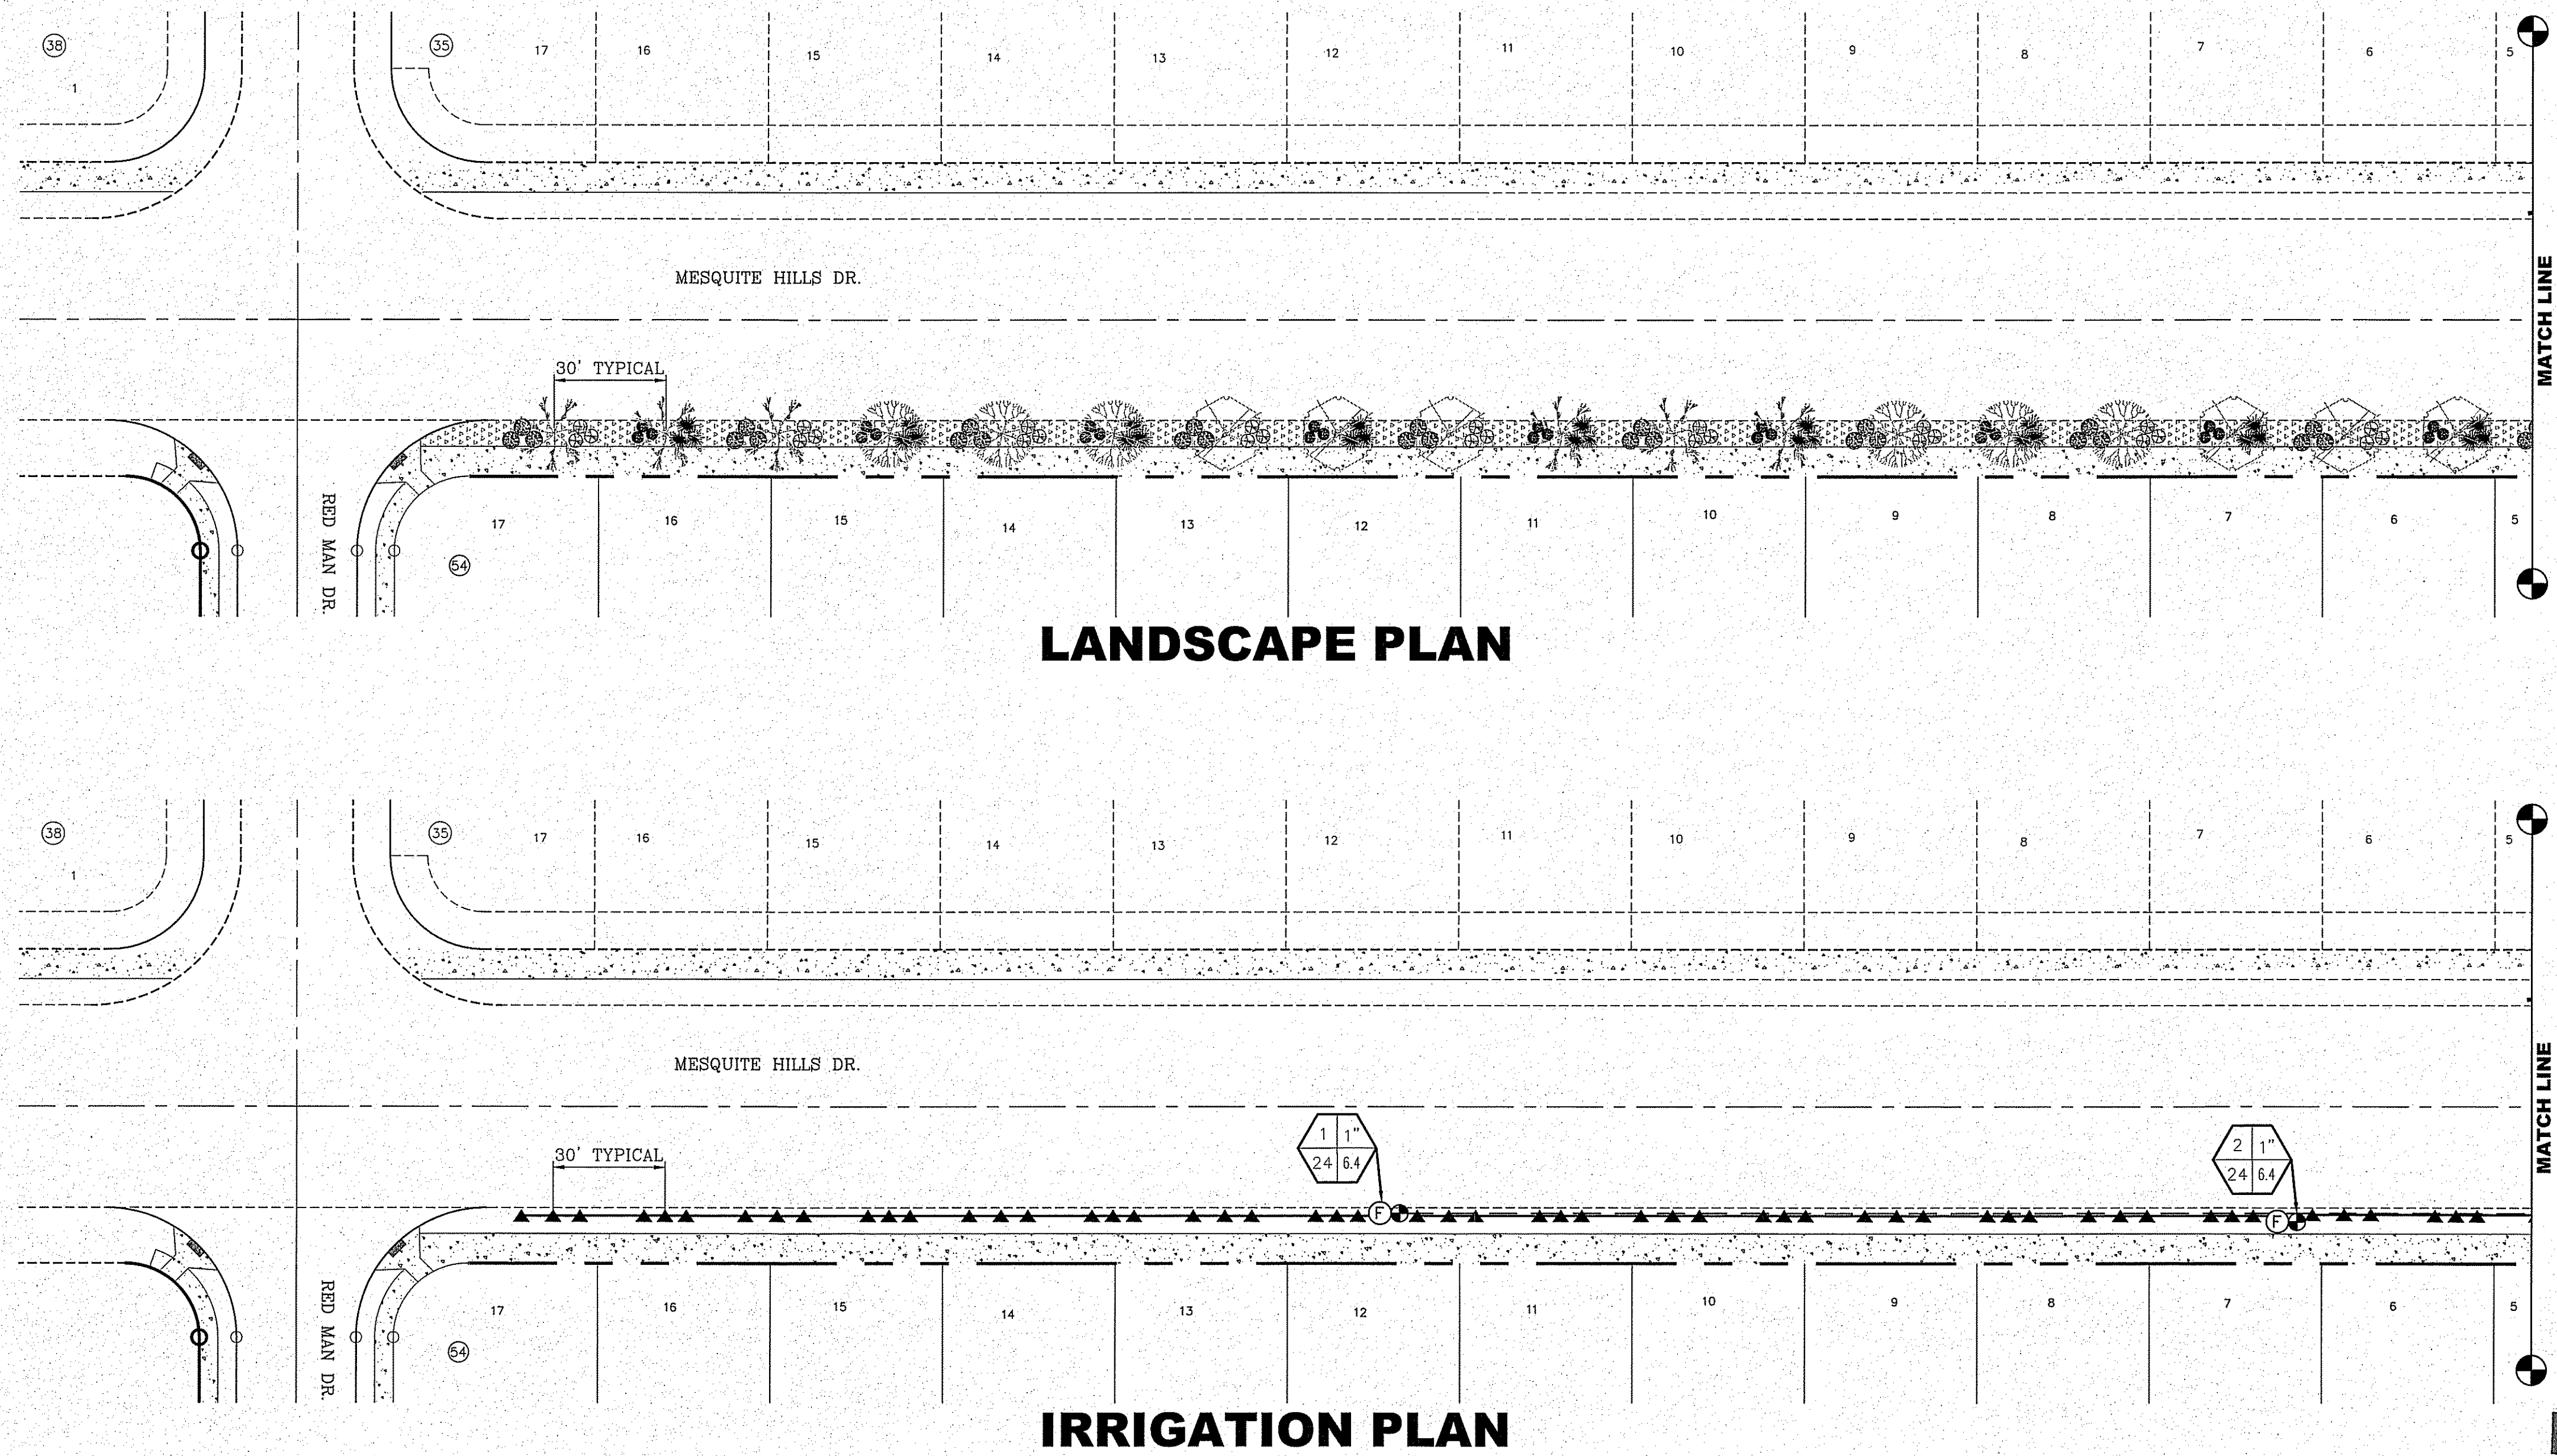 38
1
35
17 16 15 14 13 12 11 10 9 8 7 6 5
MESQUITE HILLS DR.
MATCH LINE
30' TYPICAL
RED MAN DR.
17 16 15 14 13 12 11 10 9 8 7 6 5
54
LANDSCAPE PLAN
38
1
35
17 16 15 14 13 12 11 10 9 8 7 6 5
MESQUITE HILLS DR.
MATCH LINE
30' TYPICAL
1 1"
24 6.4
2 1"
24 6.4
F
F
RED MAN DR.
17 16 15 14 13 12 11 10 9 8 7 6 5
54
IRRIGATION PLAN